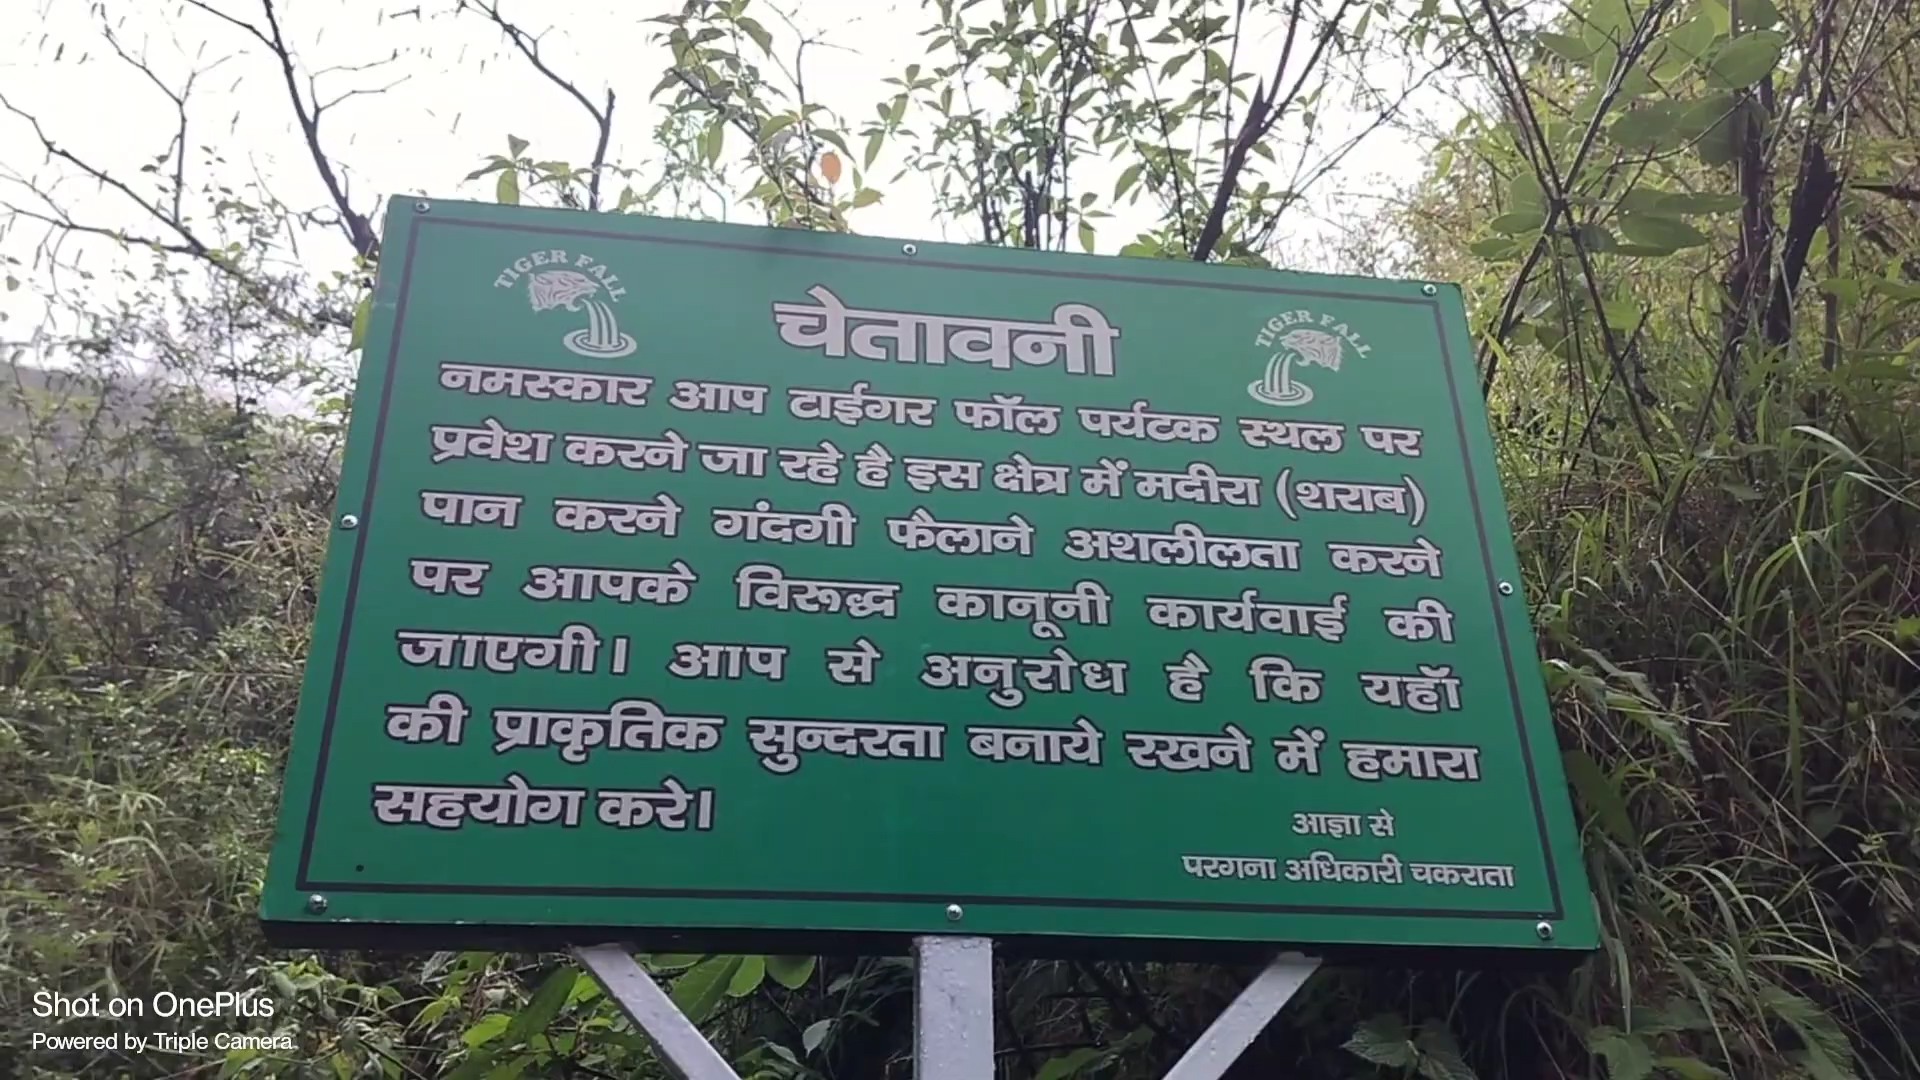 TIGER FALL
TIGER FALL
चेतावनी
नमस्कार आप टाईगर फॉल पर्यटक स्थल पर
प्रवेश करने जा रहे है इस क्षेत्र में मदीरा (शराब)
पान करने गंदगी फैलाने अशलीलता करने
पर आपके विरूद्ध कानूनी कार्यवाई की
जाएगी। आप से अनुरोध है कि यहॉ
की प्राकृतिक सुन्दरता बनाये रखने में हमारा
सहयोग करे।
आज्ञा से
परगना अधिकारी चकराता
Shot on OnePlus
Powered by Triple Camera